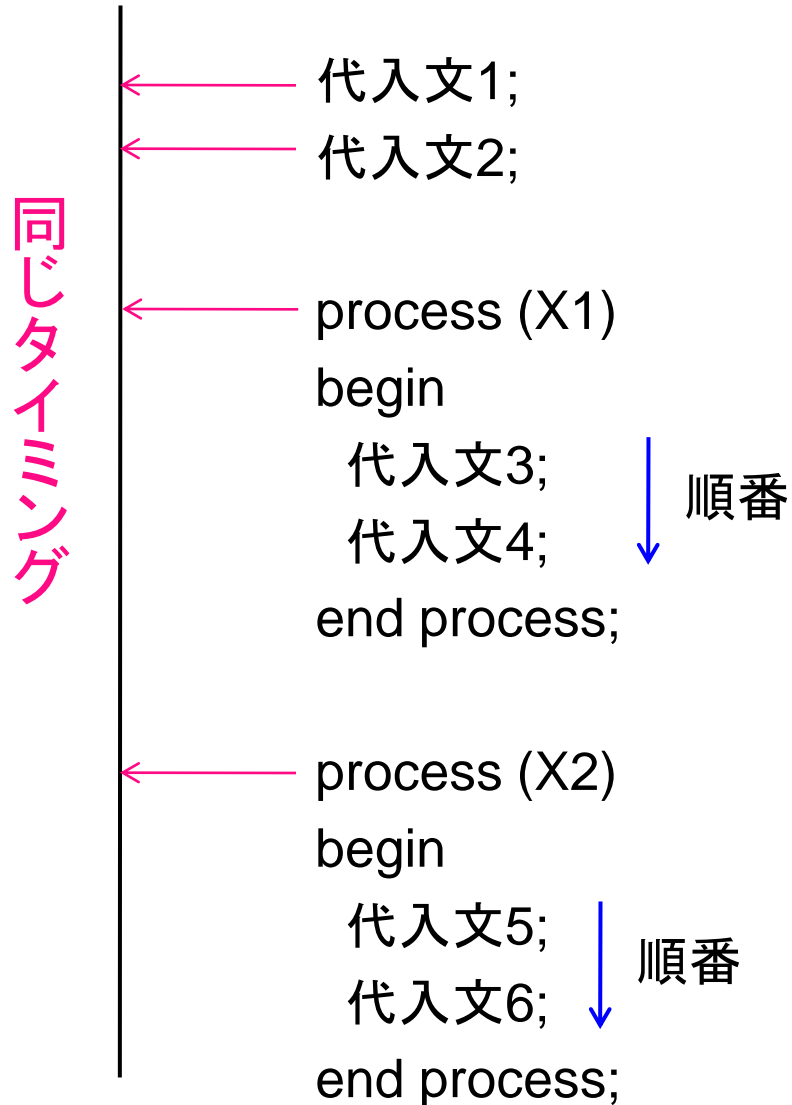 代入文1;
代入文2;
同じタイミング
process (X1)
begin
代入文3;
代入文4;
順番
end process;
process (X2)
begin
代入文5;
代入文6;
順番
end process;